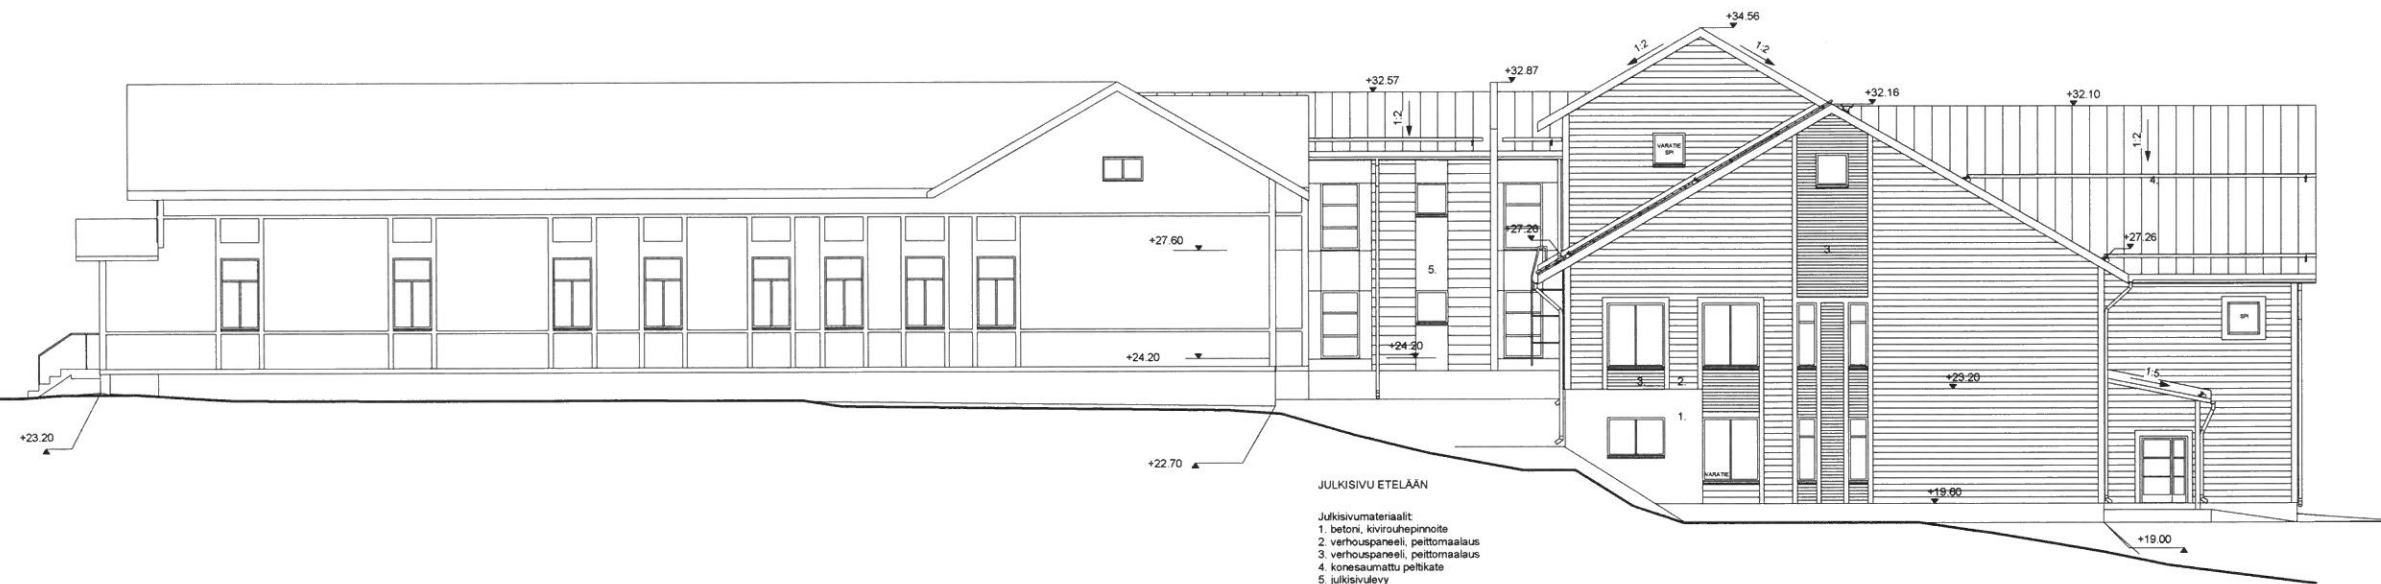 +34.56
1:2
1:2
+32.57
+32.87
+32.16
+32.10
1:2
1:2
VARATIE
SPI
4.
+27.60
+27.20
3.
+27.26
5.
SPI
+24.20
+24.20
3.
2.
+23.20
1:5
1.
+23.20
+22.70
VARATIE
+19.60
+19.00
JULKISIVU ETELÄÄN
Julkisivumateriaalit:
1. betoni, kivirouhepinnoite
2. verhouspaneeli, peittomaalaus
3. verhouspaneeli, peittomaalaus
4. konesaumattu peltikate
5. julkisivulevy